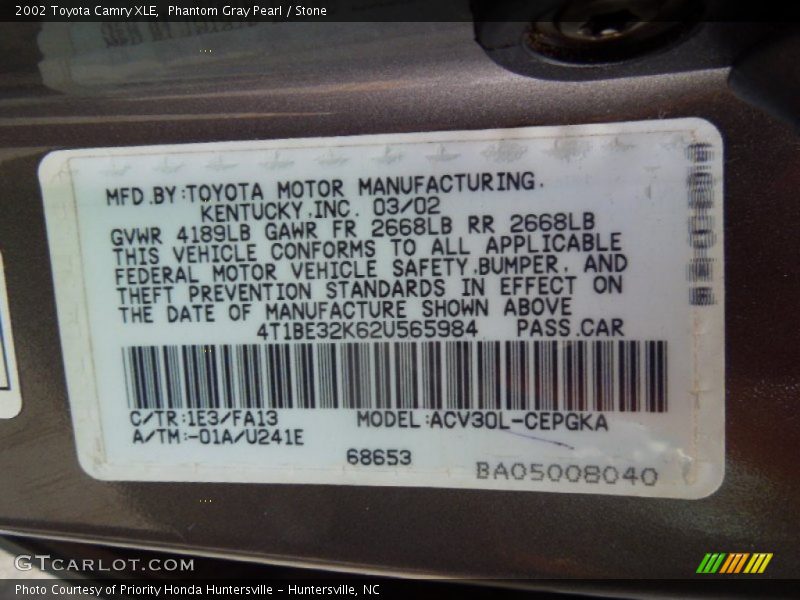 2002 Toyota Camry XLE,  Phantom Gray Pearl / Stone
MFD.BY:TOYOTA MOTOR MANUFACTURING.
KENTUCKY,INC. 03/02
GVWR 4189LB GAWR FR 2668LB RR 2668LB
THIS VEHICLE CONFORMS TO ALL APPLICABLE
FEDERAL MOTOR VEHICLE SAFETY,BUMPER, AND
THEFT PREVENTION STANDARDS IN EFFECT ON
THE DATE OF MANUFACTURE SHOWN ABOVE
4T1BE32K62U565984 PASS.CAR
C/TR:1E3/FA13 MODEL:ACV30L-CEPGKA
A/TM:-01A/U241E
68653
BA05008040
GTCARLOT.COM
Photo Courtesy of Priority Honda Huntersville - Huntersville, NC